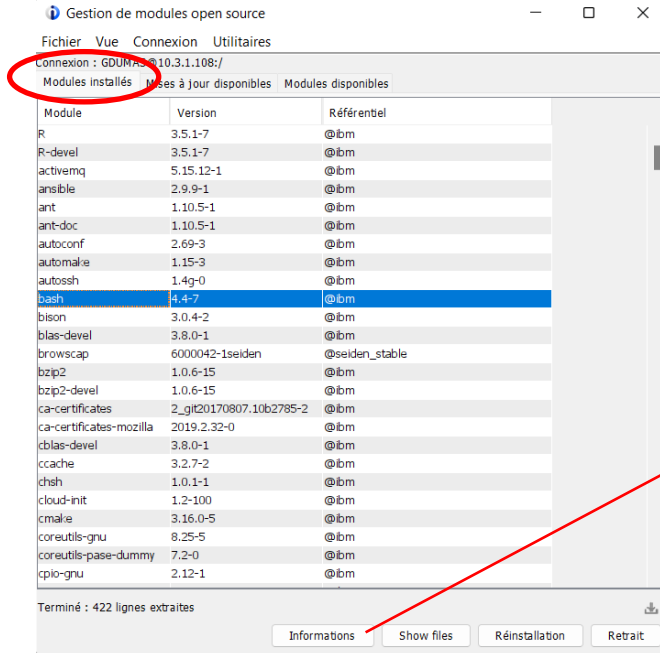 Gestion de modules open source
Fichier Vue Connexion Utilitaires
Connexion : GDUMAS@10.3.1.108:/
Modules installés Mises à jour disponibles Modules disponibles
Module Version Référentiel
R 3.5.1-7 @ibm
R-devel 3.5.1-7 @ibm
activemq 5.15.12-1 @ibm
ansible 2.9.9-1 @ibm
ant 1.10.5-1 @ibm
ant-doc 1.10.5-1 @ibm
autoconf 2.69-3 @ibm
automake 1.15-3 @ibm
autossh 1.4g-0 @ibm
bash 4.4-7 @ibm
bison 3.0.4-2 @ibm
blas-devel 3.8.0-1 @ibm
browscap 6000042-1seiden @seiden_stable
bzip2 1.0.6-15 @ibm
bzip2-devel 1.0.6-15 @ibm
ca-certificates 2_git20170807.10b2785-2 @ibm
ca-certificates-mozilla 2019.2.32-0 @ibm
cblas-devel 3.8.0-1 @ibm
ccache 3.2.7-2 @ibm
chsh 1.0.1-1 @ibm
cloud-init 1.2-100 @ibm
cmake 3.16.0-5 @ibm
coreutils-gnu 8.25-5 @ibm
coreutils-pase-dummy 7.2-0 @ibm
cpio-gnu 2.12-1 @ibm
Terminé : 422 lignes extraites
Informations Show files Réinstallation Retrait